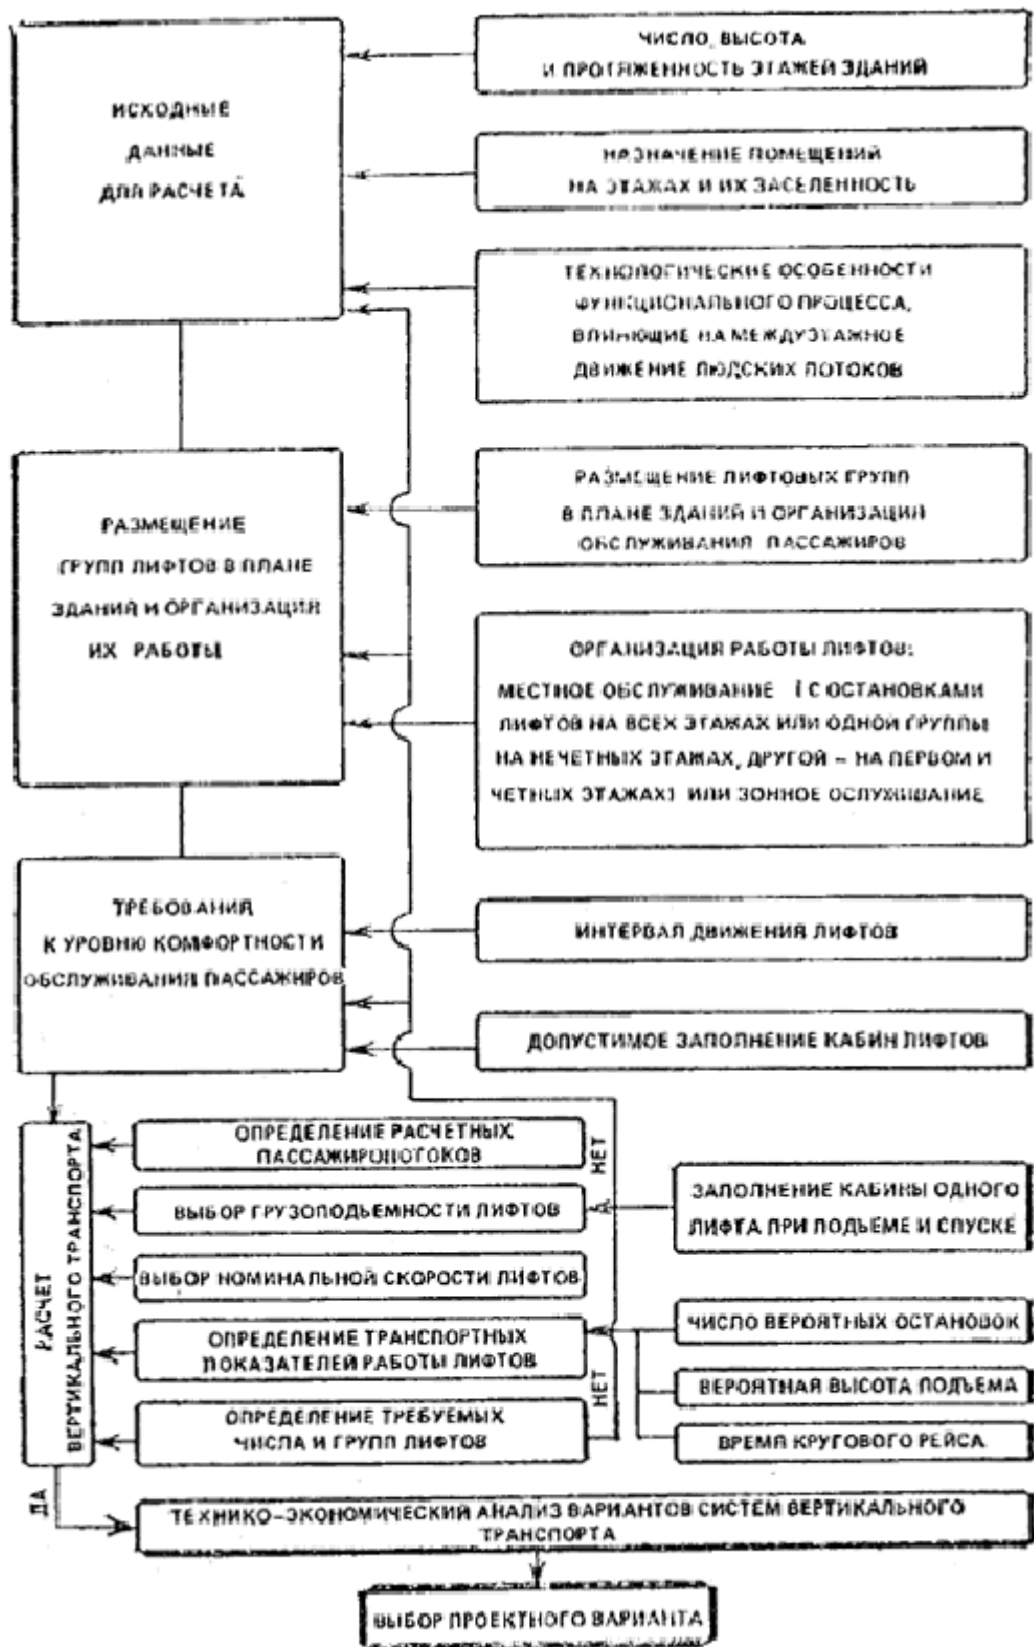 ИСХОДНЫЕ
ДАННЫЕ
ДЛЯ РАСЧЕТА
ЧИСЛО, ВЫСОТА
И ПРОТЯЖЕННОСТЬ ЭТАЖЕЙ ЗДАНИЙ
НАЗНАЧЕНИЕ ПОМЕЩЕНИЙ
НА ЭТАЖАХ И ИХ ЗАСЕЛЕННОСТЬ
ТЕХНОЛОГИЧЕСКИЕ ОСОБЕННОСТИ
ФУНКЦИОНАЛЬНОГО ПРОЦЕССА,
ВЛИЯЮЩИЕ НА МЕЖДУЭТАЖНОЕ
ДВИЖЕНИЕ ЛЮДСКИХ ПОТОКОВ
РАЗМЕЩЕНИЕ
ГРУПП ЛИФТОВ В ПЛАНЕ
ЗДАНИЙ И ОРГАНИЗАЦИЯ
ИХ РАБОТЫ
РАЗМЕЩЕНИЕ ЛИФТОВЫХ ГРУПП
В ПЛАНЕ ЗДАНИЙ И ОРГАНИЗАЦИЯ
ОБСЛУЖИВАНИЯ ПАССАЖИРОВ
ОРГАНИЗАЦИЯ РАБОТЫ ЛИФТОВ:
МЕСТНОЕ ОБСЛУЖИВАНИЕ (С ОСТАНОВКАМИ
ЛИФТОВ НА ВСЕХ ЭТАЖАХ ИЛИ ОДНОЙ ГРУППЫ
НА НЕЧЕТНЫХ ЭТАЖАХ, ДРУГОЙ – НА ПЕРВОМ И
ЧЕТНЫХ ЭТАЖАХ) ИЛИ ЗОННОЕ ОСЛУЖИВАНИЕ
ТРЕБОВАНИЯ
К УРОВНЮ КОМФОРТНОСТИ
ОБСЛУЖИВАНИЯ ПАССАЖИРОВ
ИНТЕРВАЛ ДВИЖЕНИЯ ЛИФТОВ
ДОПУСТИМОЕ ЗАПОЛНЕНИЕ КАБИН ЛИФТОВ
РАСЧЕТ
ВЕРТИКАЛЬНОГО ТРАНСПОРТА
ОПРЕДЕЛЕНИЕ РАСЧЕТНЫХ
ПАССАЖИРОПОТОКОВ
НЕТ
ВЫБОР ГРУЗОПОДЪЕМНОСТИ ЛИФТОВ
ДА
ЗАПОЛНЕНИЕ КАБИНЫ ОДНОГО
ЛИФТА ПРИ ПОДЪЕМЕ И СПУСКЕ
ВЫБОР НОМИНАЛЬНОЙ СКОРОСТИ ЛИФТОВ
ОПРЕДЕЛЕНИЕ ТРАНСПОРТНЫХ
ПОКАЗАТЕЛЕЙ РАБОТЫ ЛИФТОВ
ЧИСЛО ВЕРОЯТНЫХ ОСТАНОВОК
ВЕРОЯТНАЯ ВЫСОТА ПОДЪЕМА
ВРЕМЯ КРУГОВОГО РЕЙСА
ОПРЕДЕЛЕНИЕ ТРЕБУЕМЫХ
ЧИСЛА И ГРУПП ЛИФТОВ
НЕТ
ДА
ТЕХНИКО–ЭКОНОМИЧЕСКИЙ АНАЛИЗ ВАРИАНТОВ СИСТЕМ ВЕРТИКАЛЬНОГО
ТРАНСПОРТА
ВЫБОР ПРОЕКТНОГО ВАРИАНТА